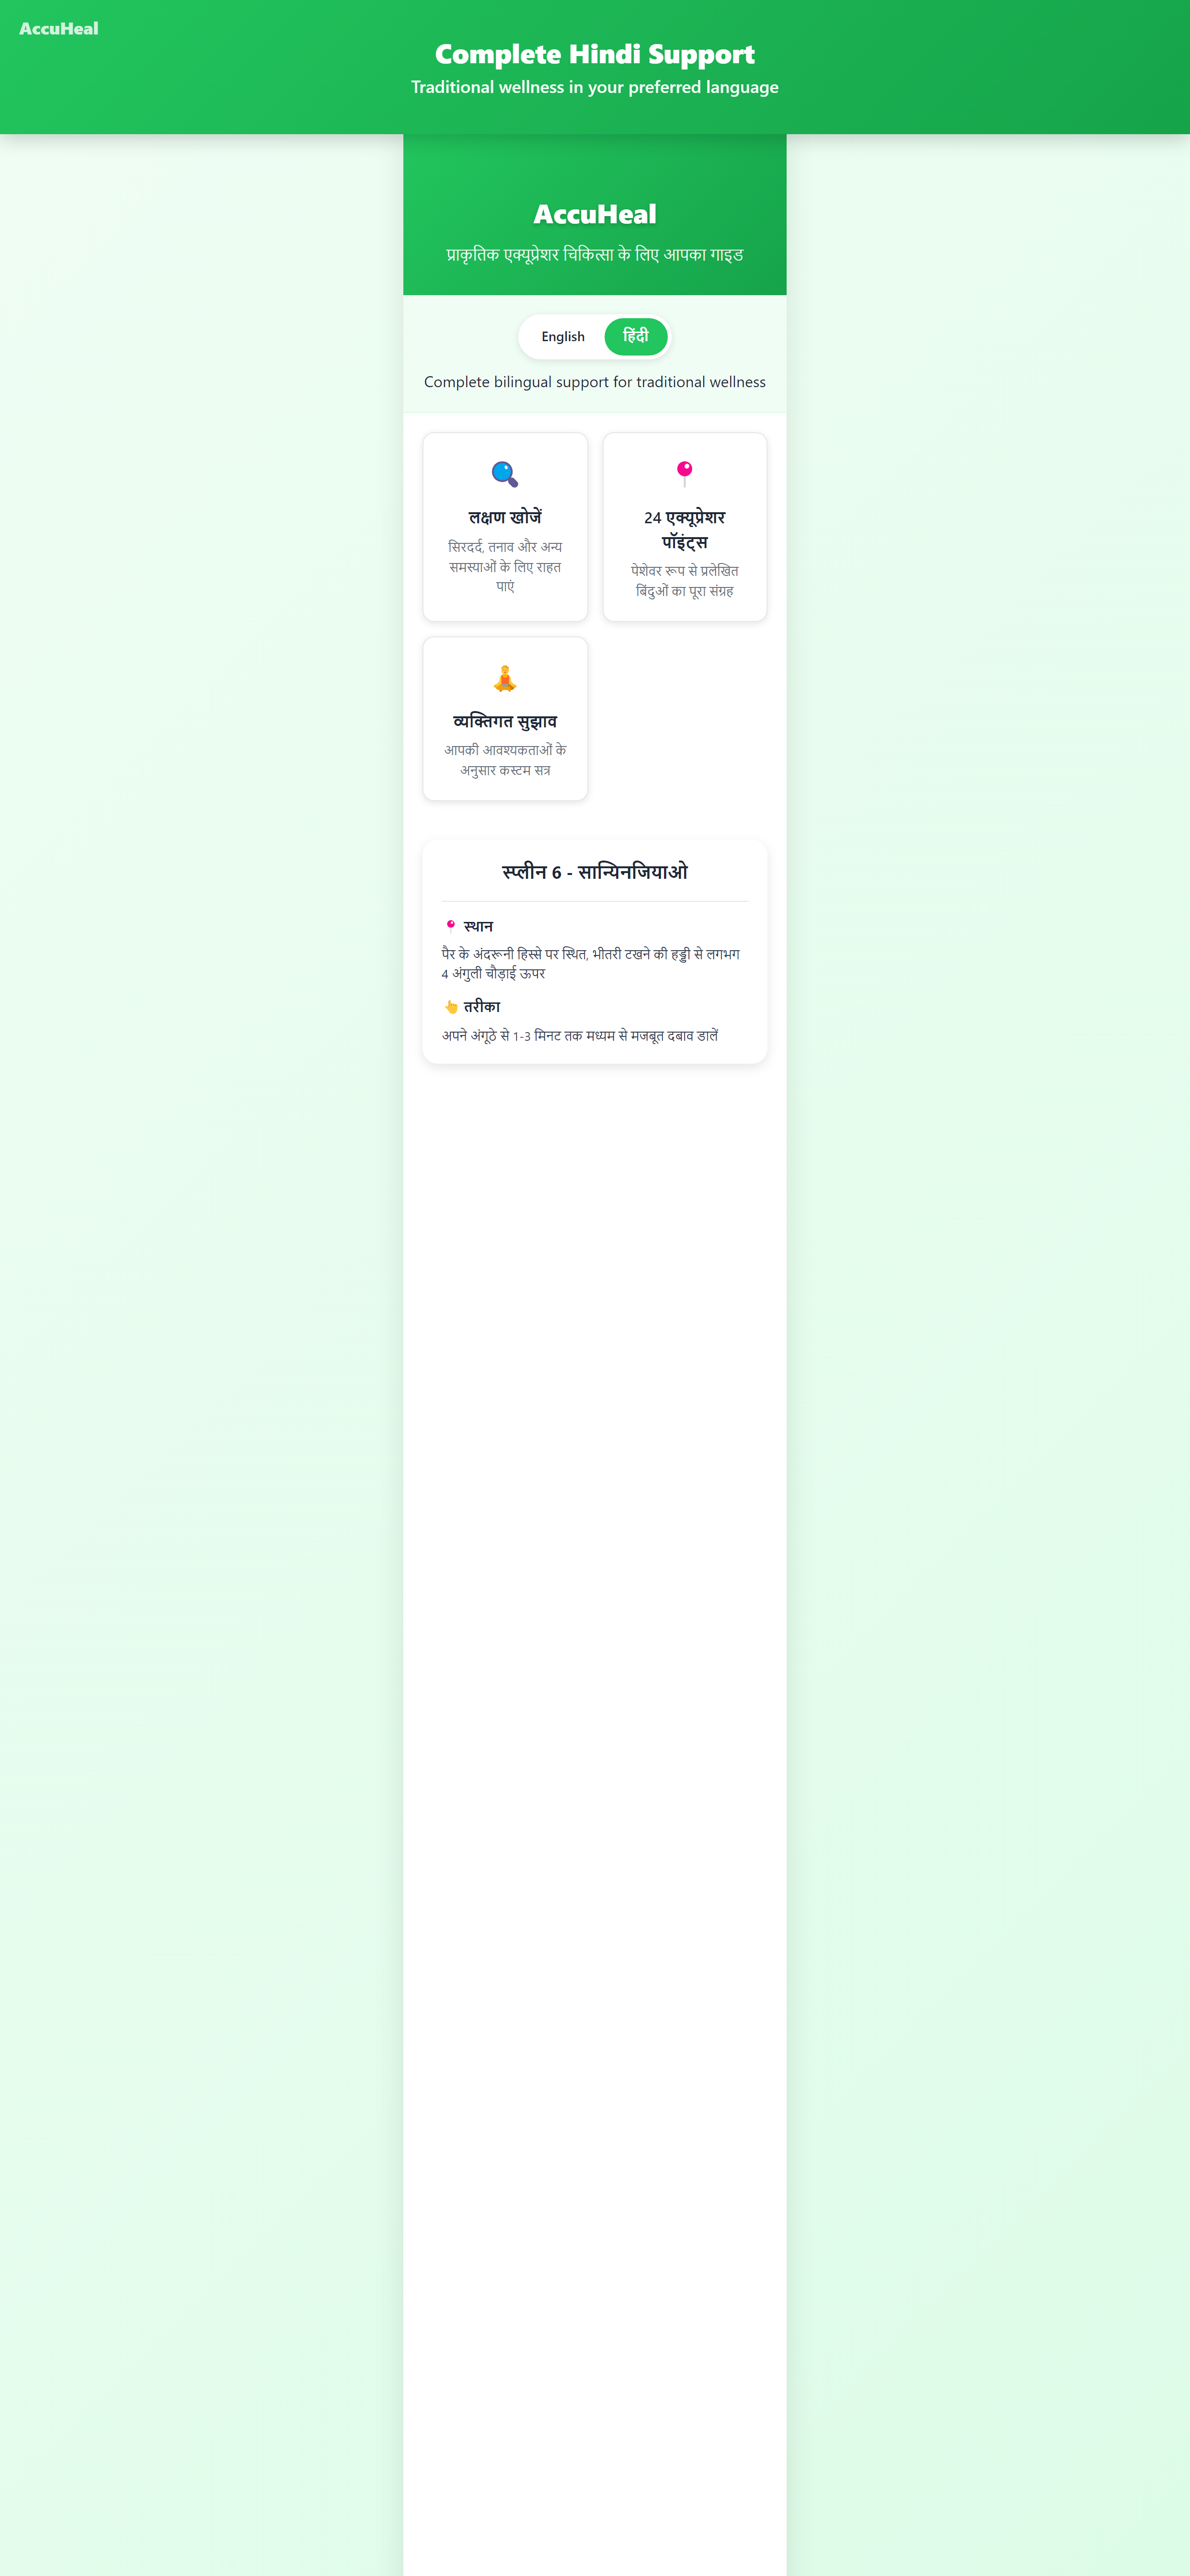 AccuHeal
Complete Hindi Support
Traditional wellness in your preferred language
AccuHeal
प्राकृतिक एक्यूप्रेशर चिकित्सा के लिए आपका गाइड
English
हिंदी
Complete bilingual support for traditional wellness
लक्षण खोजें
सिरदर्द, तनाव और अन्य
समस्याओं के लिए राहत
पाएं
24 एक्यूप्रेशर
पॉइंट्स
पेशेवर रूप से प्रलेखित
बिंदुओं का पूरा संग्रह
व्यक्तिगत सुझाव
आपकी आवश्यकताओं के
अनुसार कस्टम सत्र
स्प्लीन 6 - सान्यिनजियाओ
स्थान
पैर के अंदरूनी हिस्से पर स्थित, भीतरी टखने की हड्डी से लगभग
4 अंगुली चौड़ाई ऊपर
तरीका
अपने अंगूठे से 1-3 मिनट तक मध्यम से मजबूत दबाव डालें